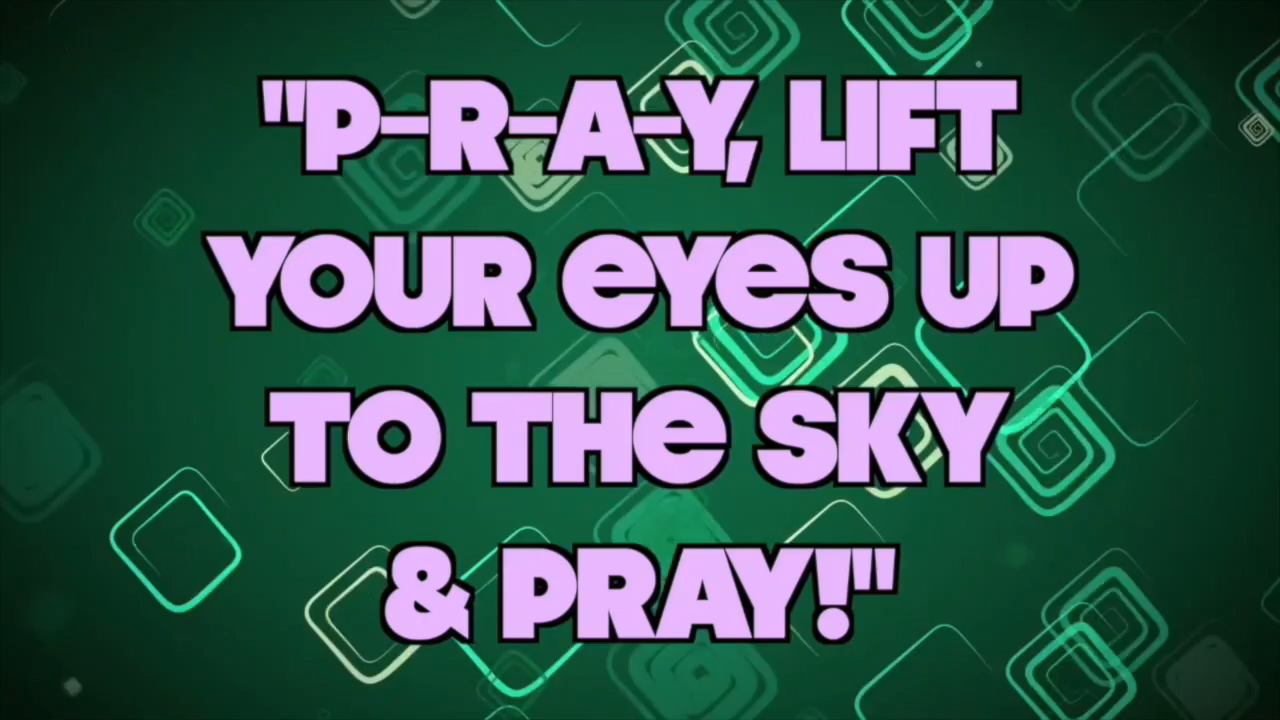 "P-R-A-Y, LIFT
YOUR EYES UP
TO THE SKY
& PRAY!"